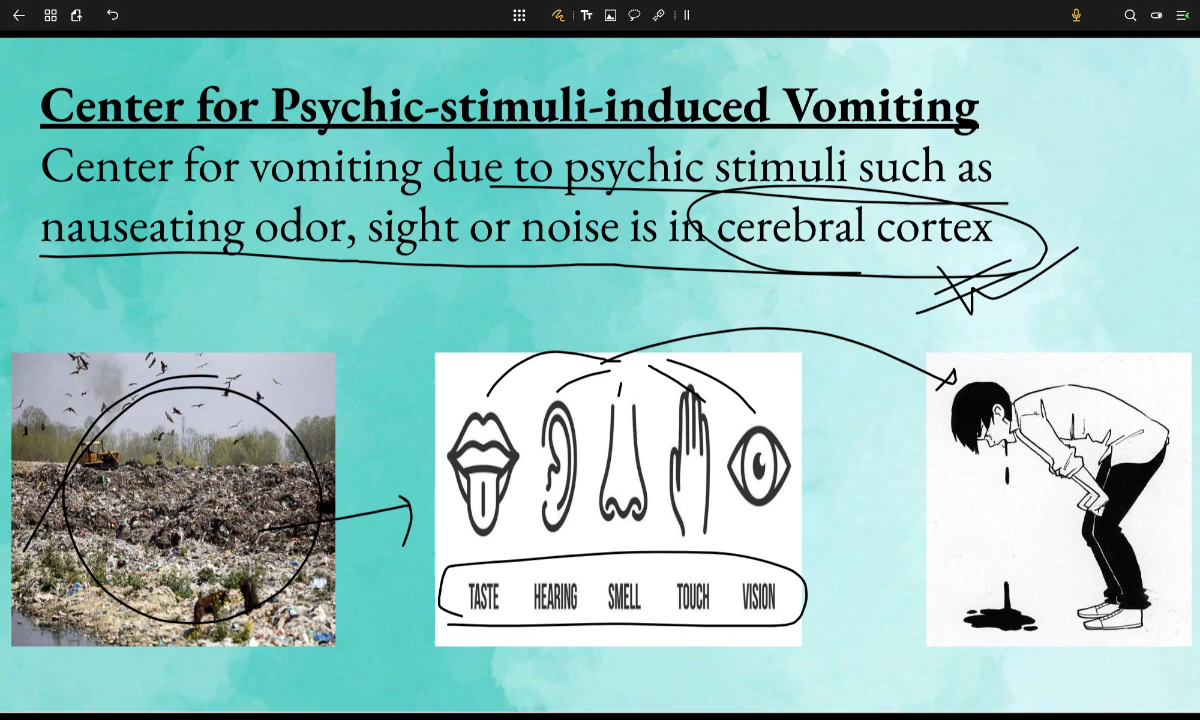 Center for Psychic-stimuli-induced Vomiting
Center for vomiting due to psychic stimuli such as
nauseating odor, sight or noise is in cerebral cortex
TASTE HEARING SMELL TOUCH VISION